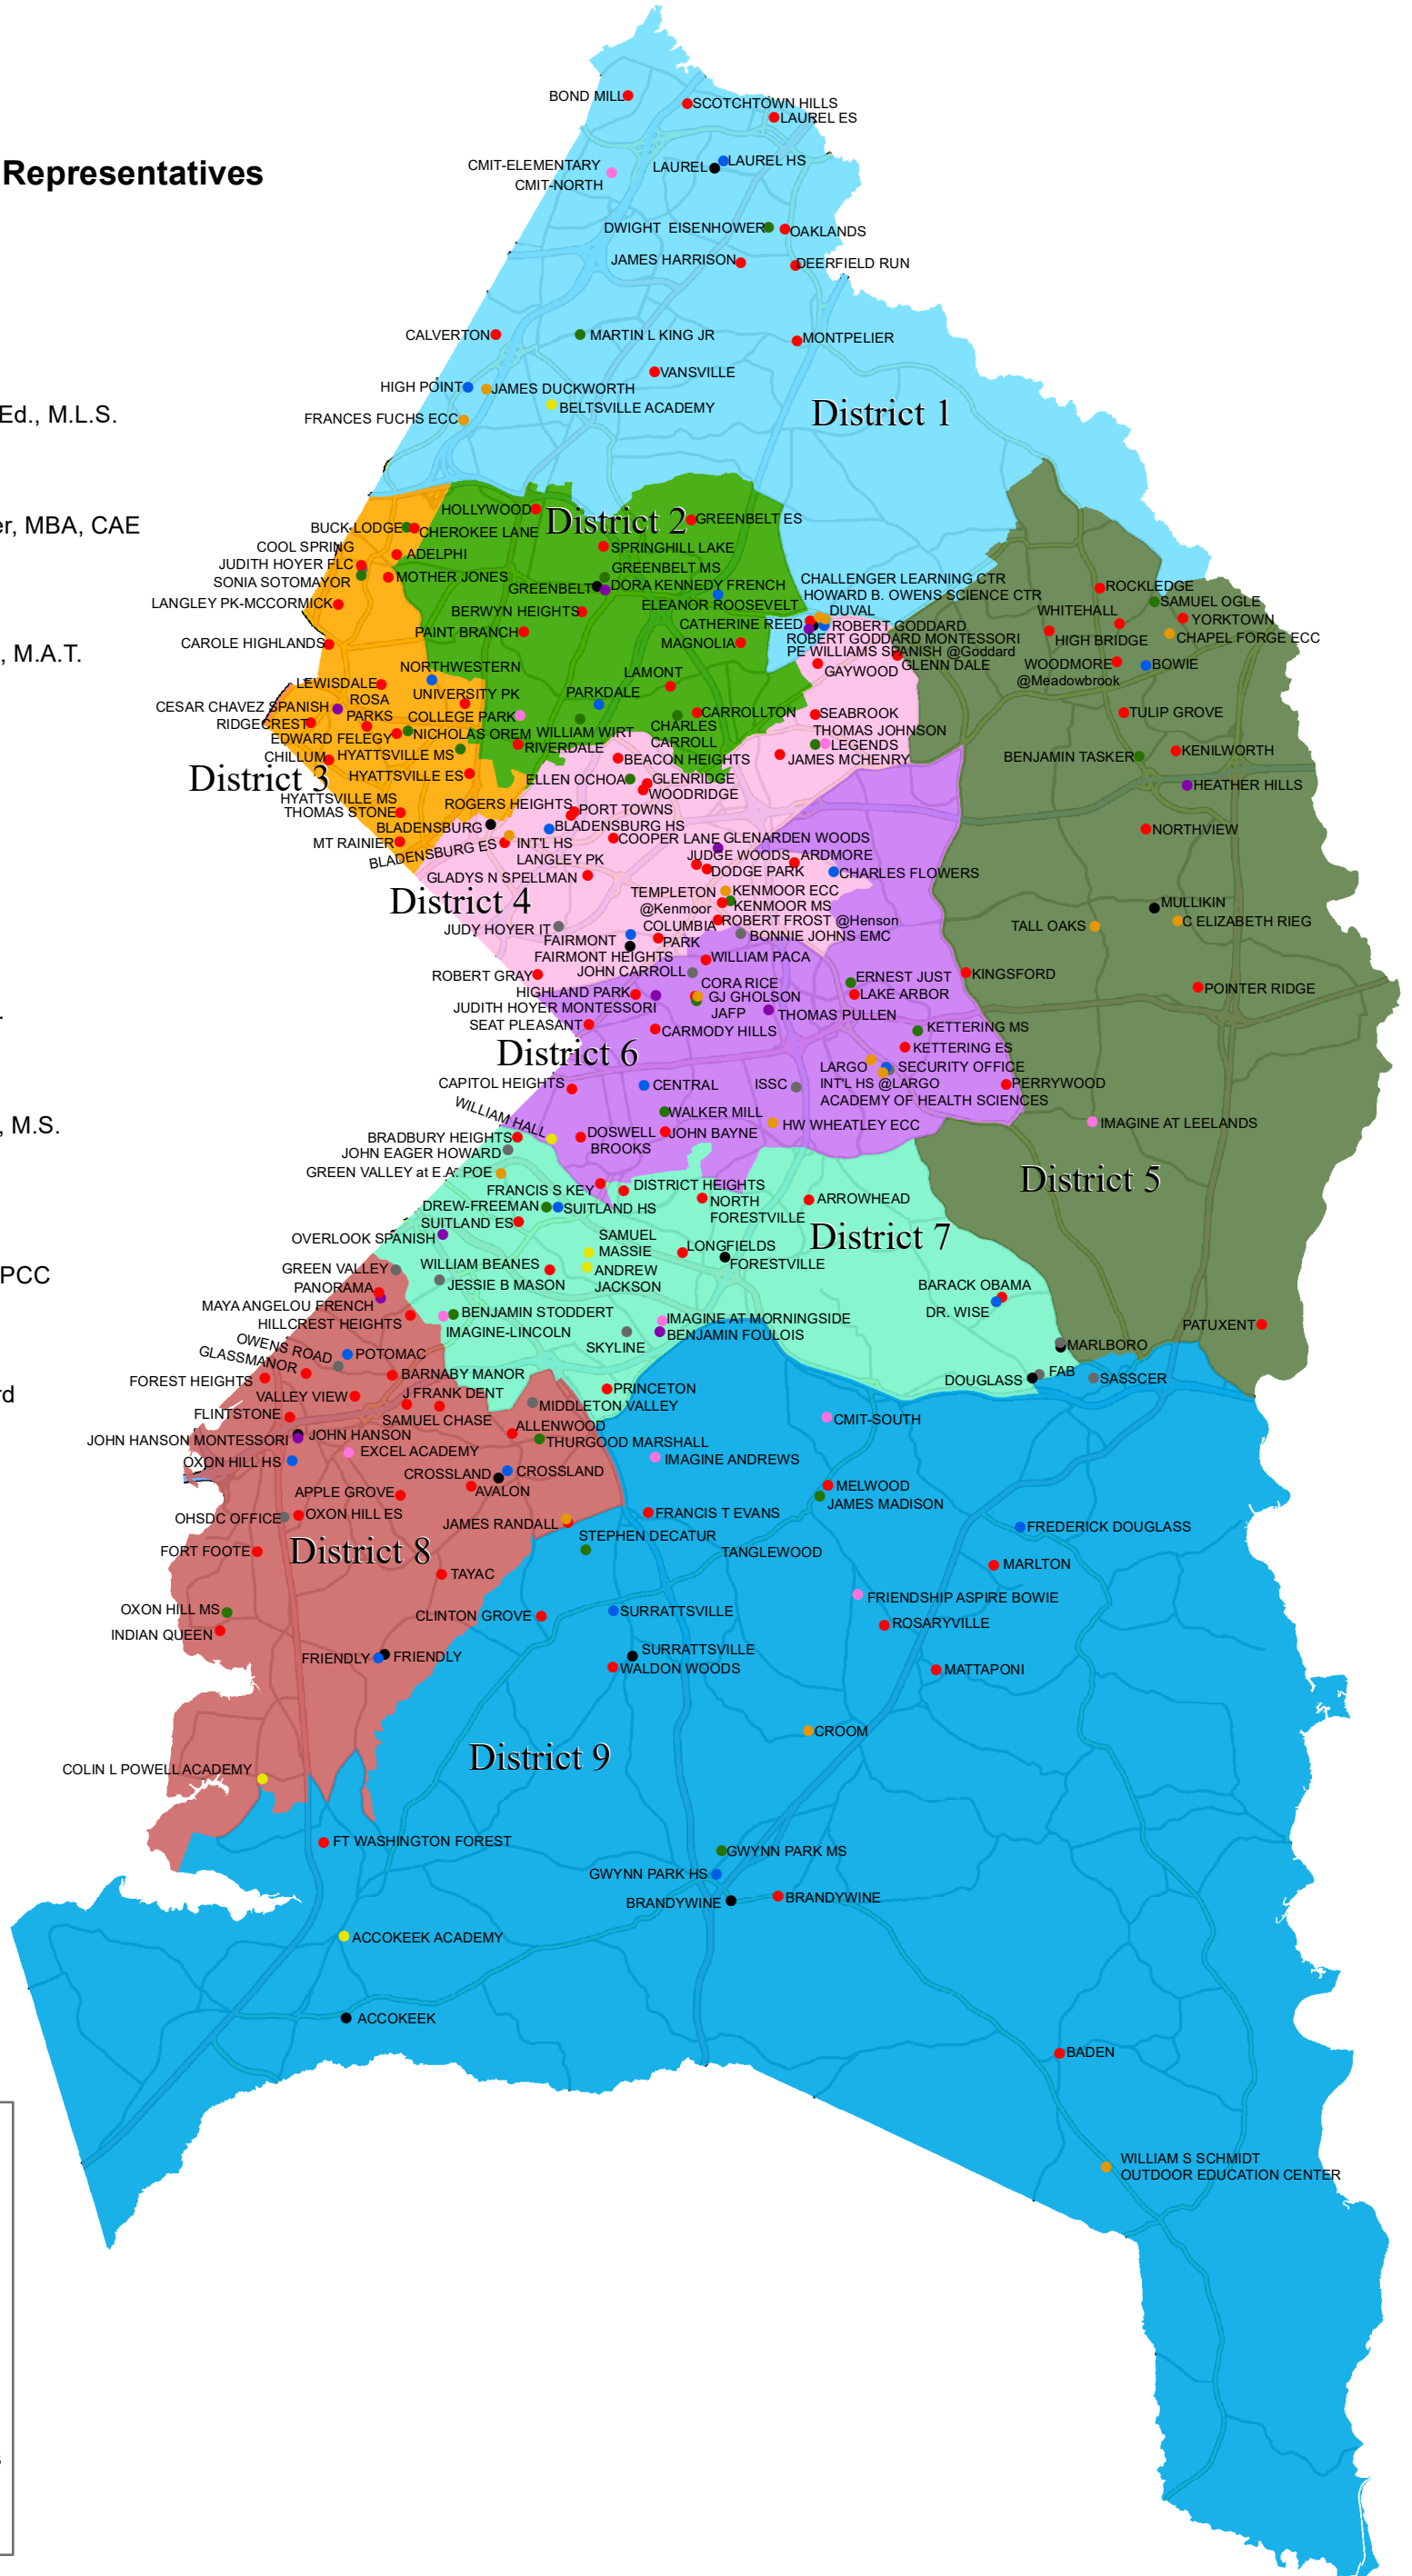 BOND MILL
SCOTCHTOWN HILLS
LAUREL ES
Representatives
CMIT-ELEMENTARY
CMIT-NORTH
LAUREL
LAUREL HS
DWIGHT EISENHOWER
OAKLANDS
JAMES HARRISON
DEERFIELD RUN
CALVERTON
MARTIN L KING JR
MONTPELIER
VANSVILLE
HIGH POINT
JAMES DUCKWORTH
BELTSVILLE ACADEMY
FRANCES FUCHS ECC
District 1
Ed., M.L.S.
HOLLYWOOD
District 2
GREENBELT ES
er, MBA, CAE
BUCK LODGE
CHEROKEE LANE
COOL SPRING
ADELPHI
SPRINGHILL LAKE
JUDITH HOYER FLC
SONIA SOTOMAYOR
MOTHER JONES
GREENBELT MS
GREENBELT
DORA KENNEDY FRENCH
CHALLENGER LEARNING CTR
HOWARD B. OWENS SCIENCE CTR
ROCKLEDGE
SAMUEL OGLE
LANGLEY PK-MCCORMICK
BERWYN HEIGHTS
ELEANOR ROOSEVELT
DUVAL
WHITEHALL
YORKTOWN
CATHERINE REED
ROBERT GODDARD
PAINT BRANCH
ROBERT GODDARD MONTESSORI
HIGH BRIDGE
CHAPEL FORGE ECC
CAROLE HIGHLANDS
MAGNOLIA
PE WILLIAMS SPANISH @Goddard
, M.A.T.
NORTHWESTERN
LAMONT
GAYWOOD
GLENN DALE
WOODMORE
@Meadowbrook
BOWIE
LEWISDALE
UNIVERSITY PK
PARKDALE
CESAR CHAVEZ SPANISH
ROSA
PARKS
COLLEGE PARK
CARROLLTON
SEABROOK
TULIP GROVE
RIDGECREST
EDWARD FELEGY
NICHOLAS OREM
WILLIAM WIRT
CHARLES
CARROLL
THOMAS JOHNSON
LEGENDS
CHILLUM
HYATTSVILLE MS
RIVERDALE
BEACON HEIGHTS
JAMES MCHENRY
BENJAMIN TASKER
KENILWORTH
District 3
HYATTSVILLE ES
ELLEN OCHOA
GLENRIDGE
WOODRIDGE
HEATHER HILLS
HYATTSVILLE MS
THOMAS STONE
ROGERS HEIGHTS
PORT TOWNS
BLADENSBURG
BLADENSBURG HS
NORTHVIEW
MT RAINIER
BLADENSBURG ES
INT'L HS
LANGLEY PK
COOPER LANE
GLENARDEN WOODS
JUDGE WOODS
ARDMORE
GLADYS N SPELLMAN
DODGE PARK
CHARLES FLOWERS
District 4
TEMPLETON
@Kenmoor
KENMOOR ECC
KENMOOR MS
MULLIKIN
JUDY HOYER IT
COLUMBIA
PARK
ROBERT FROST @Henson
BONNIE JOHNS EMC
TALL OAKS
C ELIZABETH RIEG
FAIRMONT
FAIRMONT HEIGHTS
WILLIAM PACA
ROBERT GRAY
JOHN CARROLL
ERNEST JUST
KINGSFORD
HIGHLAND PARK
CORA RICE
GJ GHOLSON
LAKE ARBOR
POINTER RIDGE
JUDITH HOYER MONTESSORI
JAFP
THOMAS PULLEN
SEAT PLEASANT
CARMODY HILLS
KETTERING MS
District 6
KETTERING ES
LARGO
SECURITY OFFICE
CAPITOL HEIGHTS
CENTRAL
ISSC
INT'L HS @LARGO
PERRYWOOD
ACADEMY OF HEALTH SCIENCES
WILLIAM HALL
WALKER MILL
HW WHEATLEY ECC
IMAGINE AT LEELANDS
, M.S.
BRADBURY HEIGHTS
DOSWELL
BROOKS
JOHN BAYNE
JOHN EAGER HOWARD
GREEN VALLEY at E.A. POE
District 5
FRANCIS S KEY
DISTRICT HEIGHTS
DREW-FREEMAN
SUITLAND HS
NORTH
FORESTVILLE
ARROWHEAD
SUITLAND ES
OVERLOOK SPANISH
SAMUEL
MASSIE
LONGFIELDS
District 7
GREEN VALLEY
WILLIAM BEANES
ANDREW
JACKSON
FORESTVILLE
PCC
PANORAMA
JESSIE B MASON
BARACK OBAMA
MAYA ANGELOU FRENCH
BENJAMIN STODDERT
IMAGINE AT MORNINGSIDE
DR. WISE
HILLCREST HEIGHTS
IMAGINE-LINCOLN
BENJAMIN FOULOIS
PATUXENT
OWENS ROAD
SKYLINE
MARLBORO
GLASSMANOR
POTOMAC
FOREST HEIGHTS
BARNABY MANOR
DOUGLASS
FAB
SASSCER
rd
VALLEY VIEW
J FRANK DENT
PRINCETON
FLINTSTONE
SAMUEL CHASE
MIDDLETON VALLEY
CMIT-SOUTH
JOHN HANSON MONTESSORI
JOHN HANSON
ALLENWOOD
THURGOOD MARSHALL
OXON HILL HS
EXCEL ACADEMY
IMAGINE ANDREWS
CROSSLAND
CROSSLAND
APPLE GROVE
AVALON
MELWOOD
JAMES MADISON
OHSDC OFFICE
OXON HILL ES
JAMES RANDALL
FRANCIS T EVANS
FREDERICK DOUGLASS
FORT FOOTE
District 8
STEPHEN DECATUR
TANGLEWOOD
MARLTON
TAYAC
FRIENDSHIP ASPIRE BOWIE
OXON HILL MS
CLINTON GROVE
SURRATTSVILLE
ROSARYVILLE
INDIAN QUEEN
FRIENDLY
FRIENDLY
SURRATTSVILLE
WALDON WOODS
MATTAPONI
CROOM
District 9
COLIN L POWELL ACADEMY
FT WASHINGTON FOREST
GWYNN PARK MS
GWYNN PARK HS
BRANDYWINE
BRANDYWINE
ACCOKEEK ACADEMY
ACCOKEEK
BADEN
WILLIAM S SCHMIDT
OUTDOOR EDUCATION CENTER